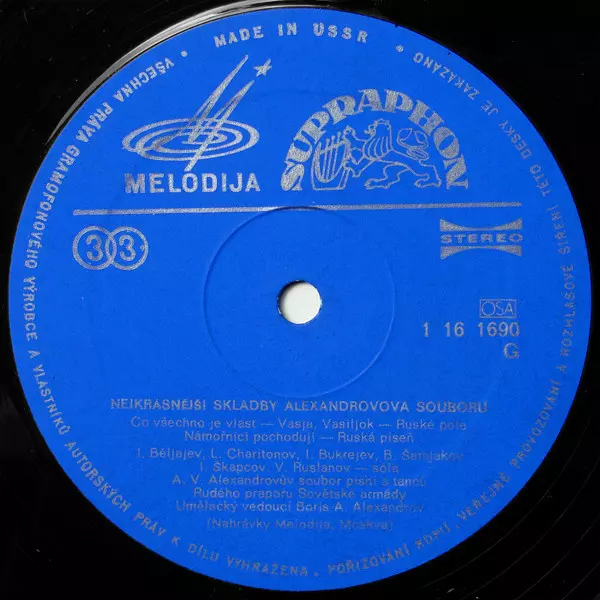 MADE IN USSR
VŠECHNA PRÁVA GRAMOFONOVÉHO VÝROBCE A VLASTNÍKŮ AUTORSKÝCH PRÁV K DÍLU VYHRAŽENA. POŘIZOVÁNÍ KOPIÍ, VEŘEJNÉ PROVOZOVÁNÍ A ROZHLASOVÉ ŠÍŘENÍ TÉTO DESKY JE ZAKÁZÁNO
MELODIJA
SUPRAPHON
33
STEREO
OSA
1 16 1690
G
NEJKRÁSNĚJŠÍ SKLADBY ALEXANDROVOVA SOUBORU
Co všechno je vlast — Vasja, Vasiljok — Ruské pole
Námořníci pochodují — Ruská píseň
I. Běljajev, L. Charitonov, I. Bukrejev, B. Šamjakov
I. Škapcov, V. Ruslanov — sóla
A. V. Alexandrovův soubor písní a tanců
Rudého praporu Sovětské armády
Umělecký vedoucí Boris A. Alexandrov
(Nahrávky Melodija, Moskva)